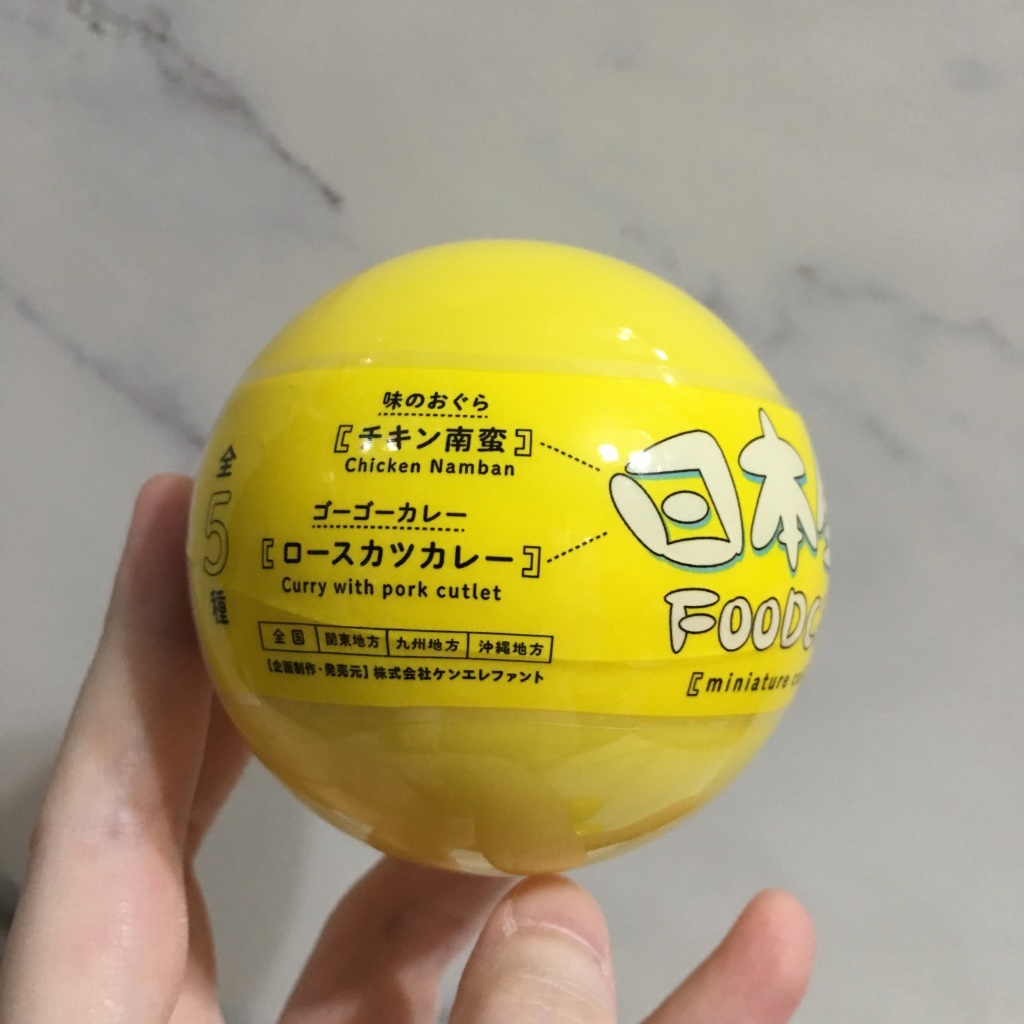 全5種
味のおぐら
[チキン南蛮]
Chicken Namban
ゴーゴーカレー
[ロースカツカレー]
Curry with pork cutlet
全国 関東地方 九州地方 沖縄地方
[企画制作・発売元] 株式会社ケンエレファント
日本
FOODC
[miniature